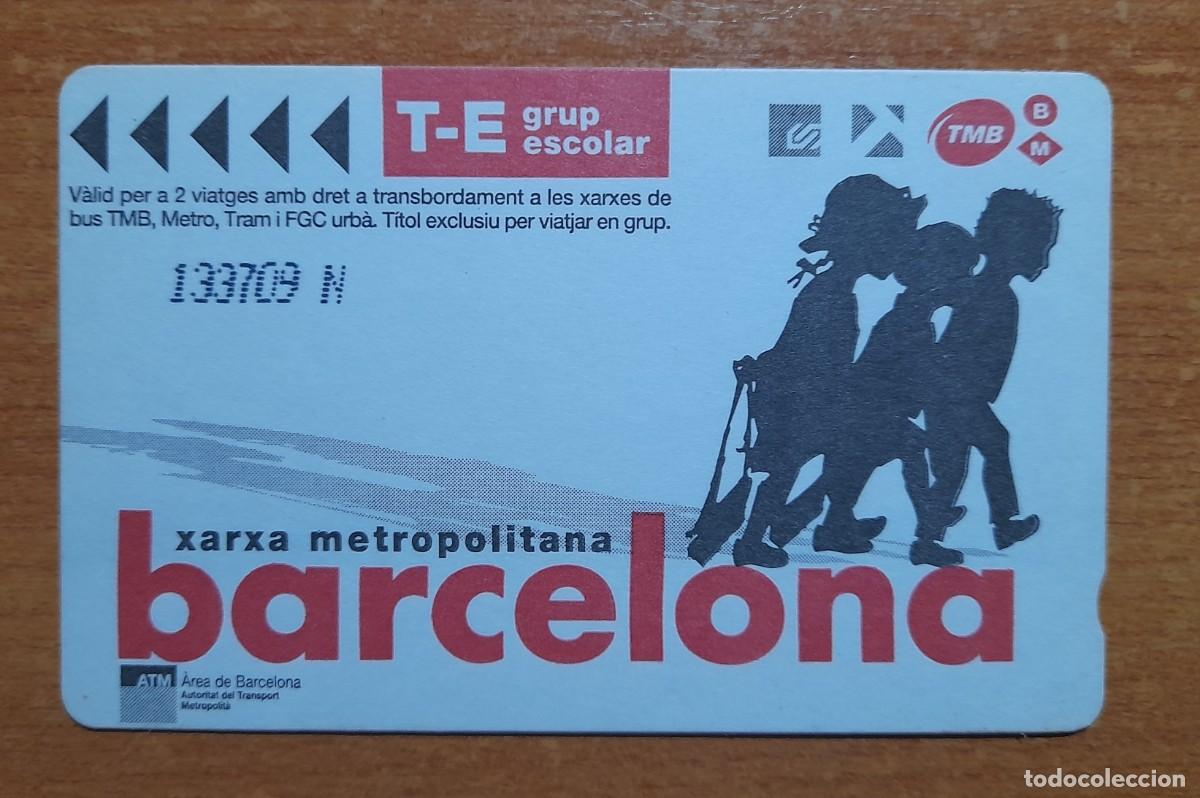 T-E grup
escolar
TMB
B
M
Vàlid per a 2 viatges amb dret a transbordament a les xarxes de
bus TMB, Metro, Tram i FGC urbà. Títol exclusiu per viatjar en grup.
133709 N
xarxa metropolitana
barcelona
ATM Àrea de Barcelona
Autoritat del Transport
Metropolità
todocoleccion